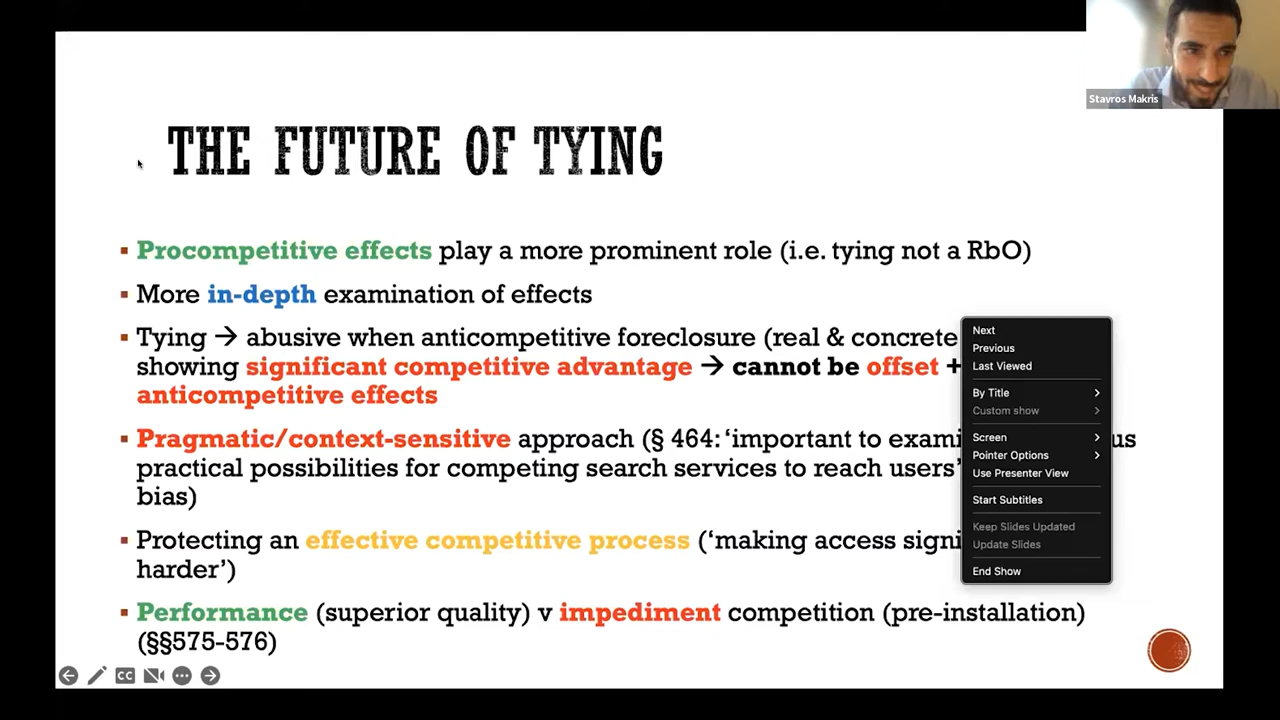 Stavros Makris
THE FUTURE OF TYING
▪ Procompetitive effects play a more prominent role (i.e. tying not a RbO)
▪ More in-depth examination of effects
▪ Tying → abusive when anticompetitive foreclosure (real & concrete
showing significant competitive advantage → cannot be offset +
anticompetitive effects
▪ Pragmatic/context-sensitive approach (§ 464: ‘important to exami us
practical possibilities for competing search services to reach users’
bias)
▪ Protecting an effective competitive process (‘making access signi
harder’)
▪ Performance (superior quality) v impediment competition (pre-installation)
(§§575-576)
Next
Previous
Last Viewed
By Title
Custom show
Screen
Pointer Options
Use Presenter View
Start Subtitles
Keep Slides Updated
Update Slides
End Show
CC